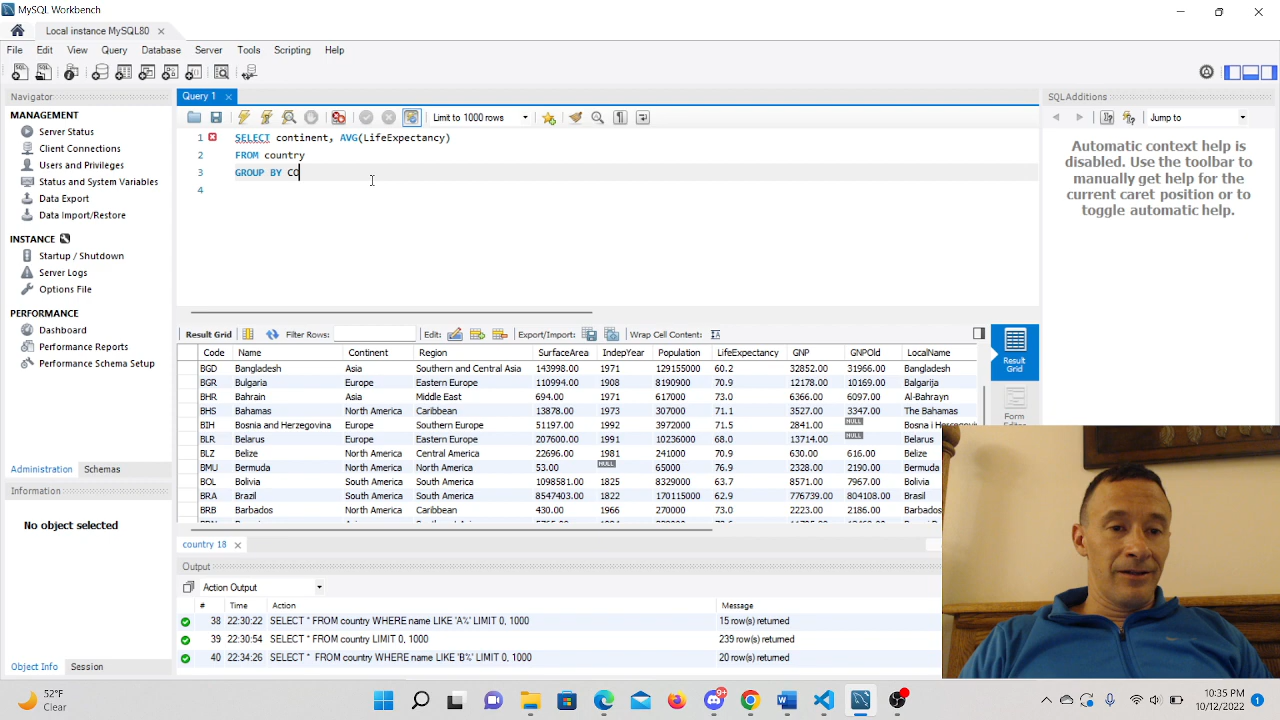 MySQL Workbench
Local instance MySQL80
File Edit View Query Database Server Tools Scripting Help
Navigator
MANAGEMENT
Server Status
Client Connections
Users and Privileges
Status and System Variables
Data Export
Data Import/Restore
INSTANCE
Startup / Shutdown
Server Logs
Options File
PERFORMANCE
Dashboard
Performance Reports
Performance Schema Setup
Administration Schemas
Information
No object selected
Object Info Session
Query 1
Limit to 1000 rows
1 SELECT continent, AVG(LifeExpectancy)
2 FROM country
3 GROUP BY CO
4
Result Grid Filter Rows: Edit: Export/Import: Wrap Cell Content:
Code Name Continent Region SurfaceArea IndepYear Population LifeExpectancy GNP GNPOld LocalName
BGD Bangladesh Asia Southern and Central Asia 143998.00 1971 129155000 60.2 32852.00 31966.00 Bangladesh
BGR Bulgaria Europe Eastern Europe 110994.00 1908 8190900 70.9 12178.00 10169.00 Balgarija
BHR Bahrain Asia Middle East 694.00 1971 617000 73.0 6366.00 6097.00 Al-Bahrayn
BHS Bahamas North America Caribbean 13878.00 1973 307000 71.1 3527.00 3347.00 The Bahamas
BIH Bosnia and Herzegovina Europe Southern Europe 51197.00 1992 3972000 71.5 2841.00 NULL Bosna i
BLR Belarus Europe Eastern Europe 207600.00 1991 10236000 68.0 13714.00 NULL Belarus
BLZ Belize North America Central America 22696.00 1981 241000 70.9 630.00 616.00 Belize
BMU Bermuda North America North America 53.00 NULL 65000 76.9 2328.00 2190.00 Bermuda
BOL Bolivia South America South America 1098581.00 1825 8329000 63.7 8571.00 7967.00 Bolivia
BRA Brazil South America South America 8547403.00 1822 170115000 62.9 776739.00 804108.00 Brasil
BRB Barbados North America Caribbean 430.00 1966 270000 73.0 2223.00 2186.00 Barbados
Result Grid
Form
country 18
Output
Action Output
# Time Action Message
38 22:30:22 SELECT * FROM country WHERE name LIKE 'A%' LIMIT 0, 1000 15 row(s) returned
39 22:30:54 SELECT * FROM country LIMIT 0, 1000 239 row(s) returned
40 22:34:26 SELECT * FROM country WHERE name LIKE 'B%' LIMIT 0, 1000 20 row(s) returned
SQLAdditions
Jump to
Automatic context help is
disabled. Use the toolbar to
manually get help for the
current caret position or to
toggle automatic help.
32°F
Clear
9+
10:35 PM
10/12/2022
1